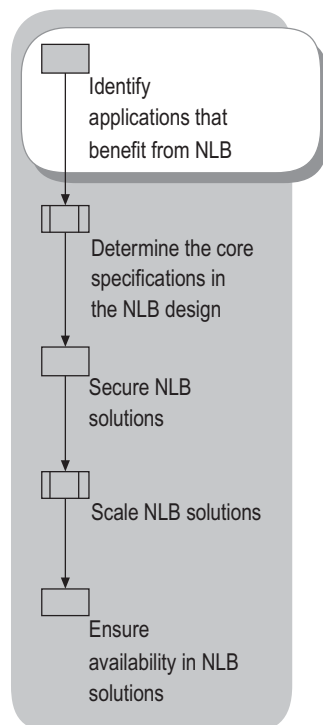 Identify
applications that
benefit from NLB
Determine the core
specifications in
the NLB design
Secure NLB
solutions
Scale NLB solutions
Ensure
availability in NLB
solutions